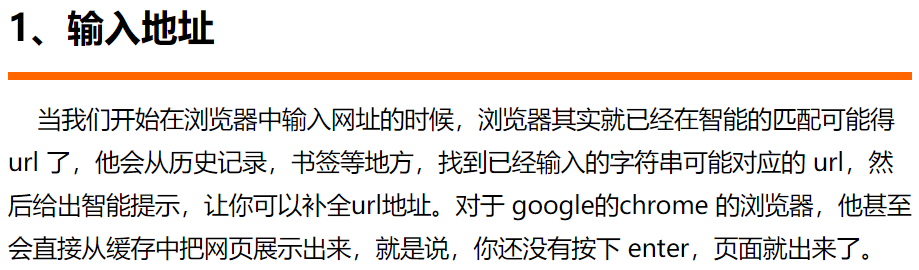 1、输入地址
当我们开始在浏览器中输入网址的时候，浏览器其实就已经在智能的匹配可能得
url 了，他会从历史记录，书签等地方，找到已经输入的字符串可能对应的 url，然
后给出智能提示，让你可以补全url地址。对于 google的chrome 的浏览器，他甚至
会直接从缓存中把网页展示出来，就是说，你还没有按下 enter，页面就出来了。